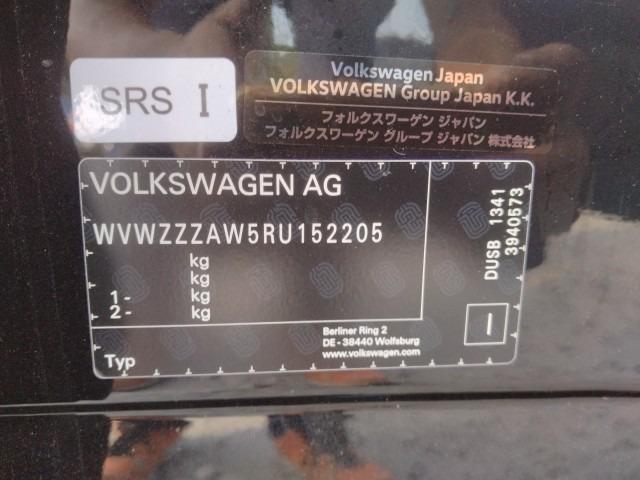 SRS I
Volkswagen Japan
VOLKSWAGEN Group Japan K.K.
フォルクスワーゲン ジャパン
フォルクスワーゲン グループ ジャパン 株式会社
VOLKSWAGEN AG
WVWZZZAW5RU152205
kg
kg
1- kg
2- kg
Typ
Berliner Ring 2
DE - 38440 Wolfsburg
www.volkswagen.com
DUSB 1341
3940573
I